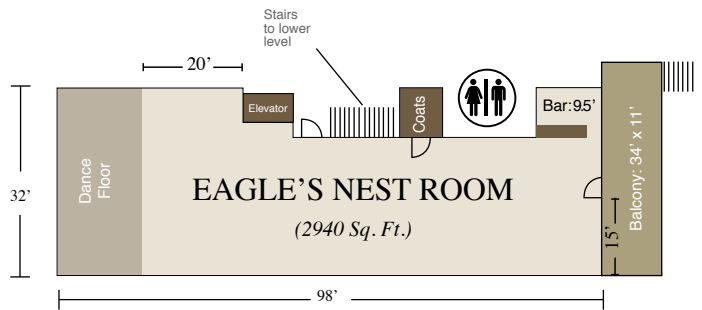 Stairs
to lower
level
20'
Elevator
Coats
Bar: 9.5'
32'
Dance
Floor
EAGLE'S NEST ROOM
(2940 Sq. Ft.)
Balcony: 34' x 11'
15'
98'